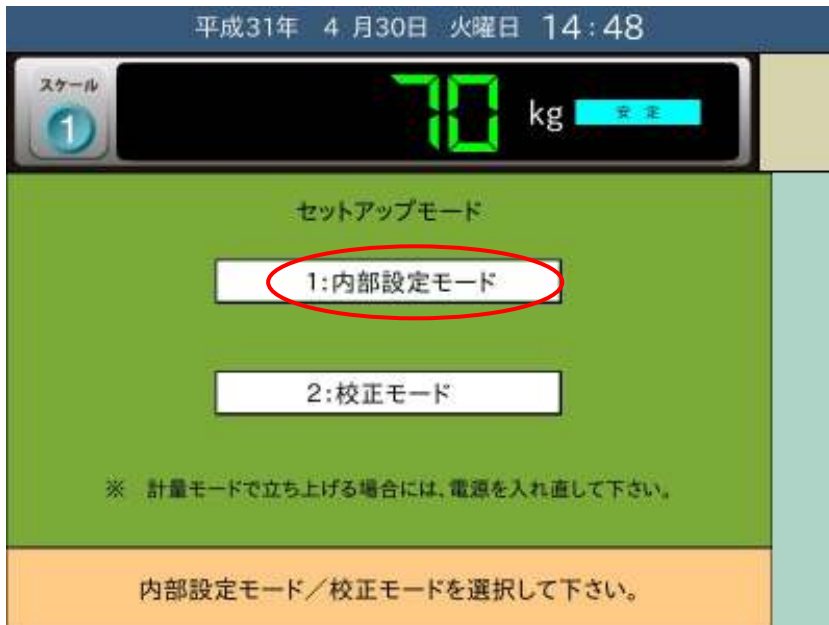 平成31年 4月30日 火曜日 14:48
スケール
1
70 kg 安定
セットアップモード
1:内部設定モード
2:校正モード
※ 計量モードで立ち上げる場合には、電源を入れ直して下さい。
内部設定モード/校正モードを選択して下さい。